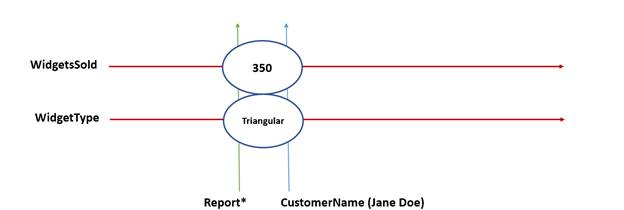 WidgetsSold
350
WidgetType
Triangular
Report*
CustomerName (Jane Doe)